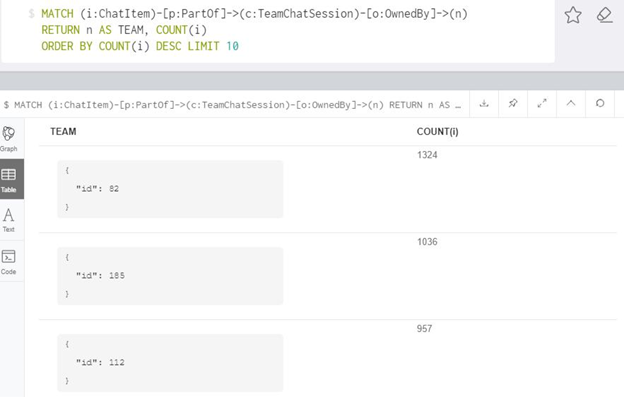 $ MATCH (i:ChatItem)-[p:PartOf]->(c:TeamChatSession)-[o:OwnedBy]->(n)
RETURN n AS TEAM, COUNT(i)
ORDER BY COUNT(i) DESC LIMIT 10
$ MATCH (i:ChatItem)-[p:PartOf]->(c:TeamChatSession)-[o:OwnedBy]->(n) RETURN n AS …
Graph
Table
A
Text
Code
TEAM COUNT(i)
1324
{
"id": 82
}
1036
{
"id": 185
}
957
{
"id": 112
}